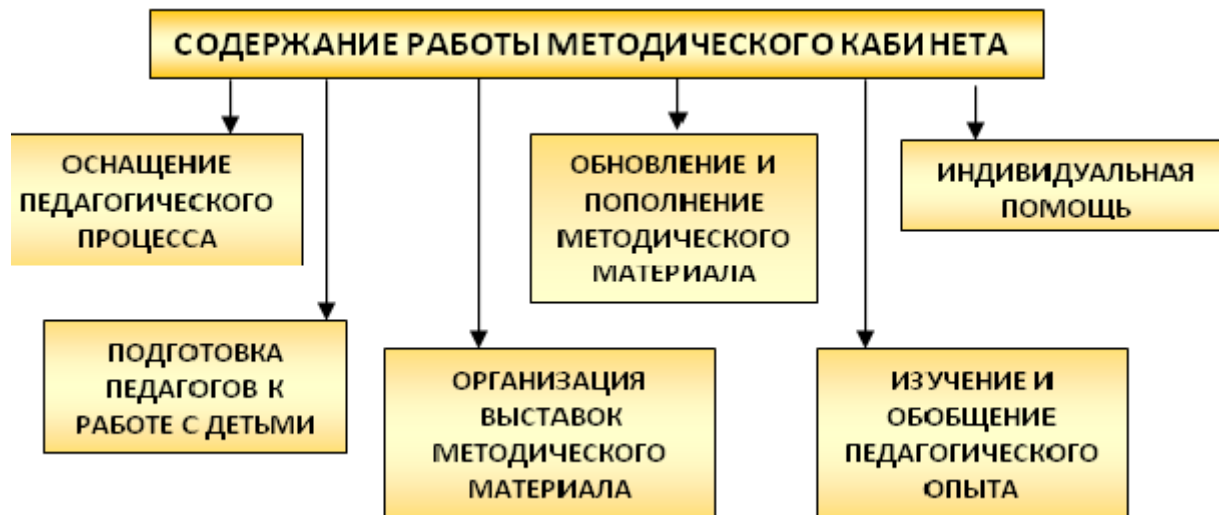 СОДЕРЖАНИЕ РАБОТЫ МЕТОДИЧЕСКОГО КАБИНЕТА
ОСНАЩЕНИЕ
ПЕДАГОГИЧЕСКОГО
ПРОЦЕССА
ОБНОВЛЕНИЕ И
ПОПОЛНЕНИЕ
МЕТОДИЧЕСКОГО
МАТЕРИАЛА
ИНДИВИДУАЛЬНАЯ
ПОМОЩЬ
ПОДГОТОВКА
ПЕДАГОГОВ К
РАБОТЕ С ДЕТЬМИ
ОРГАНИЗАЦИЯ
ВЫСТАВОК
МЕТОДИЧЕСКОГО
МАТЕРИАЛА
ИЗУЧЕНИЕ И
ОБОБЩЕНИЕ
ПЕДАГОГИЧЕСКОГО
ОПЫТА